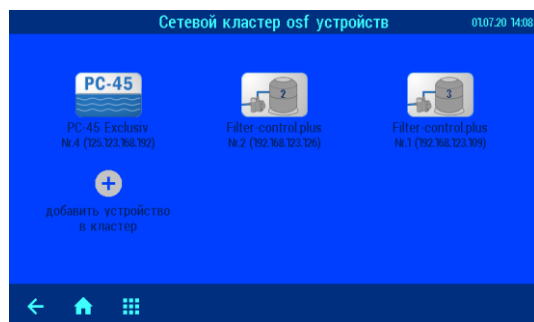 Сетевой кластер osf устройств
01.07.20 14:08
PC-45
2
3
PC-45 Exclusiv
Filter-control.plus
Filter-control.plus
Nr.4 (125.123.168.192)
Nr.2 (192.168.123.126)
Nr.1 (192.168.123.109)
добавить устройство
в кластер